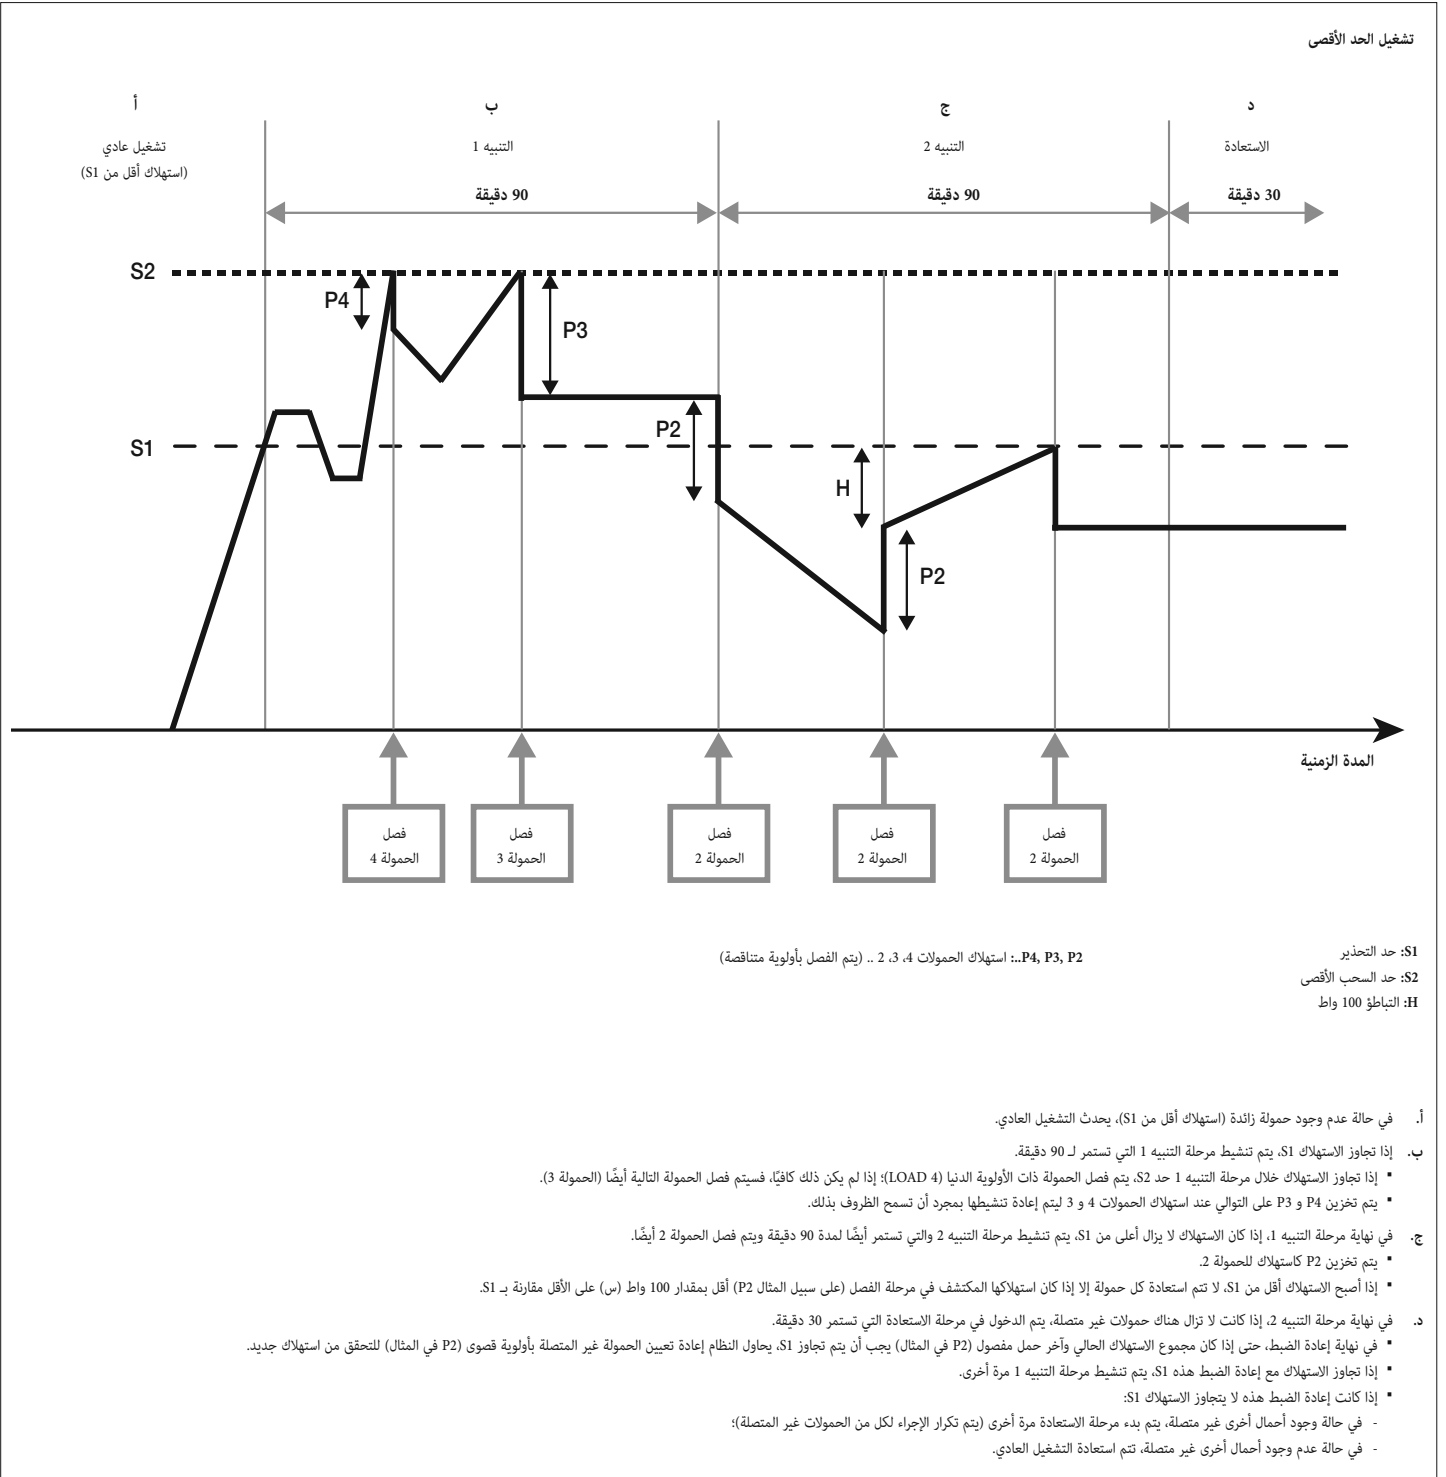 تشغيل الحد الأقصى
أ
ب
ج
د
تشغيل عادي
(استهلاك أقل من S1)
التنبيه 1
التنبيه 2
الاستعادة
90 دقيقة
90 دقيقة
30 دقيقة
S2
P4
P3
S1
P2
H
P2
المدة الزمنية
فصل
الحمولة 4
فصل
الحمولة 3
فصل
الحمولة 2
فصل
الحمولة 2
فصل
الحمولة 2
S1: حد التحذير
S2: حد السحب الأقصى
H: التباطؤ 100 واط
P4, P3, P2..: استهلاك الحمولات 4، 3، 2 .. (يتم الفصل بأولوية متناقصة)
أ. في حالة عدم وجود حمولة زائدة (استهلاك أقل من S1)، يحدث التشغيل العادي.
ب. إذا تجاوز الاستهلاك S1، يتم تنشيط مرحلة التنبيه 1 التي تستمر لـ 90 دقيقة.
▪ إذا تجاوز الاستهلاك خلال مرحلة التنبيه 1 حد S2، يتم فصل الحمولة ذات الأولوية الدنيا (LOAD 4)؛ إذا لم يكن ذلك كافيًا، فسيتم فصل الحمولة التالية أيضًا (الحمولة 3).
▪ يتم تخزين P4 و P3 على التوالي عند استهلاك الحمولات 4 و 3 ليتم إعادة تنشيطها بمجرد أن تسمح الظروف بذلك.
ج. في نهاية مرحلة التنبيه 1، إذا كان الاستهلاك لا يزال أعلى من S1، يتم تنشيط مرحلة التنبيه 2 والتي تستمر أيضًا لمدة 90 دقيقة ويتم فصل الحمولة 2 أيضًا.
▪ يتم تخزين P2 كاستهلاك للحمولة 2.
▪ إذا أصبح الاستهلاك أقل من S1، لا تتم استعادة كل حمولة إلا إذا كان استهلاكها المكتشف في مرحلة الفصل (على سبيل المثال P2) أقل بمقدار 100 واط (س) على الأقل مقارنة بـ S1.
د. في نهاية مرحلة التنبيه 2، إذا كانت لا تزال هناك حمولات غير متصلة، يتم الدخول في مرحلة الاستعادة التي تستمر 30 دقيقة.
▪ في نهاية إعادة الضبط، حتى إذا كان مجموع الاستهلاك الحالي وآخر حمل مفصول (P2 في المثال) يجب أن يتم تجاوز S1، يحاول النظام إعادة تعيين الحمولة غير المتصلة بأولوية قصوى (P2 في المثال) للتحقق من استهلاك جديد.
▪ إذا تجاوز الاستهلاك مع إعادة الضبط هذه S1، يتم تنشيط مرحلة التنبيه 1 مرة أخرى.
▪ إذا كانت إعادة الضبط هذه لا يتجاوز الاستهلاك S1:
- في حالة وجود أحمال أخرى غير متصلة، يتم بدء مرحلة الاستعادة مرة أخرى (يتم تكرار الإجراء لكل من الحمولات غير المتصلة)؛
- في حالة عدم وجود أحمال أخرى غير متصلة، تتم استعادة التشغيل العادي.